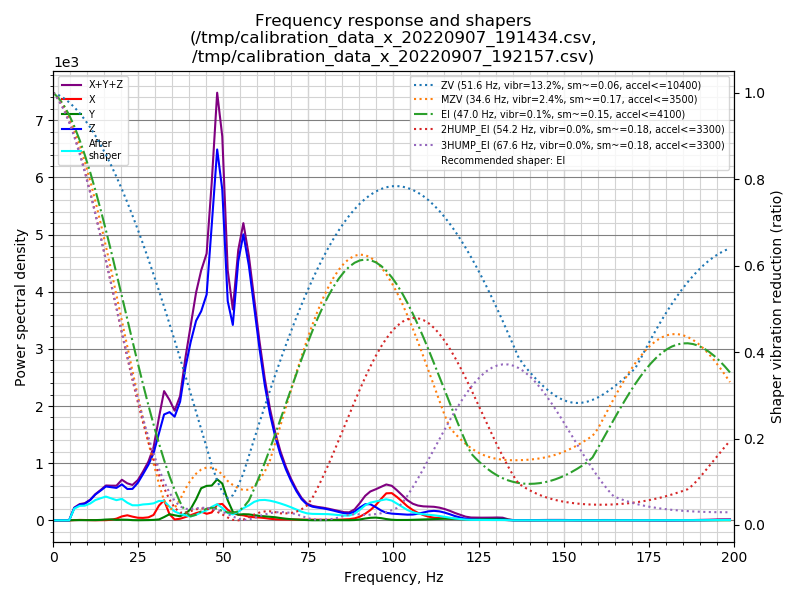 Frequency response and shapers
(/tmp/calibration_data_x_20220907_191434.csv,
/tmp/calibration_data_x_20220907_192157.csv)
1e3
X+Y+Z
X
Y
Z
After
shaper
ZV (51.6 Hz, vibr=13.2%, sm~=0.06, accel<=10400)
MZV (34.6 Hz, vibr=2.4%, sm~=0.17, accel<=3500)
EI (47.0 Hz, vibr=0.1%, sm~=0.15, accel<=4100)
2HUMP_EI (54.2 Hz, vibr=0.0%, sm~=0.18, accel<=3300)
3HUMP_EI (67.6 Hz, vibr=0.0%, sm~=0.18, accel<=3300)
Recommended shaper: EI
7
6
5
4
3
2
1
0
Power spectral density
1.0
0.8
0.6
0.4
0.2
0.0
Shaper vibration reduction (ratio)
0 25 50 75 100 125 150 175 200
Frequency, Hz